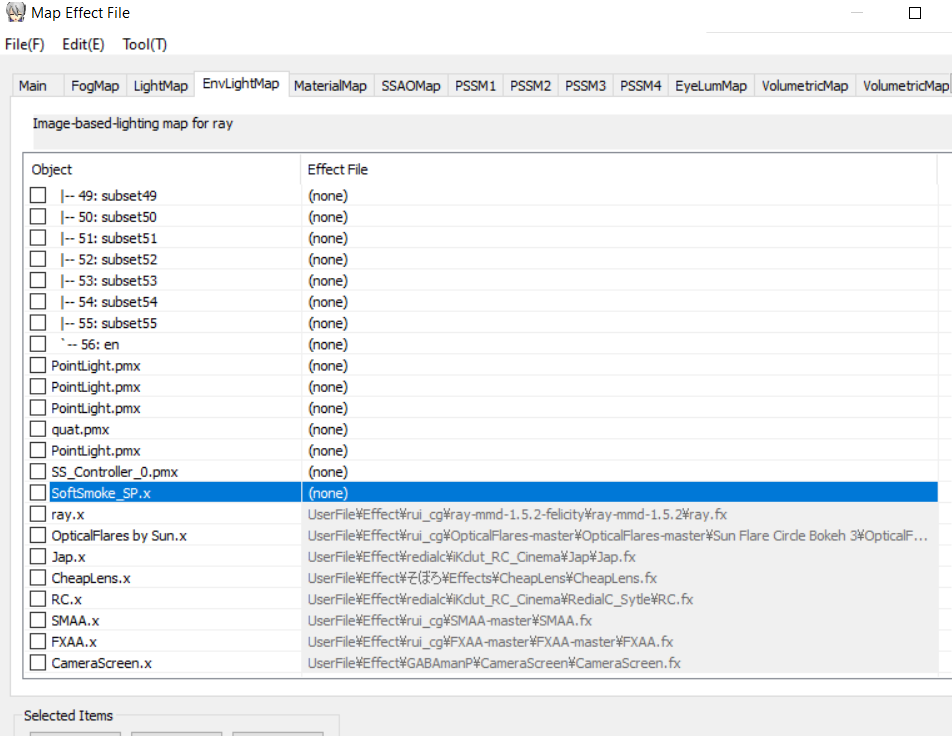 Map Effect File
File(F) Edit(E) Tool(T)
Main FogMap LightMap EnvLightMap MaterialMap SSAOMap PSSM1 PSSM2 PSSM3 PSSM4 EyeLumMap VolumetricMap VolumetricMap
Image-based-lighting map for ray
Object Effect File
|-- 49: subset49 (none)
|-- 50: subset50 (none)
|-- 51: subset51 (none)
|-- 52: subset52 (none)
|-- 53: subset53 (none)
|-- 54: subset54 (none)
|-- 55: subset55 (none)
`-- 56: en (none)
PointLight.pmx (none)
PointLight.pmx (none)
PointLight.pmx (none)
quat.pmx (none)
PointLight.pmx (none)
SS_Controller_0.pmx (none)
SoftSmoke_SP.x (none)
ray.x UserFile¥Effect¥rui_cg¥ray-mmd-1.5.2-felicity¥ray-mmd-1.5.2¥ray.fx
OpticalFlares by Sun.x UserFile¥Effect¥rui_cg¥OpticalFlares-master¥OpticalFlares-master¥Sun Flare Circle Bokeh 3¥OpticalF...
Jap.x UserFile¥Effect¥redialc¥iKclut_RC_Cinema¥Jap¥Jap.fx
CheapLens.x UserFile¥Effect¥そぼろ¥Effects¥CheapLens¥CheapLens.fx
RC.x UserFile¥Effect¥redialc¥iKclut_RC_Cinema¥RedialC_Sytle¥RC.fx
SMAA.x UserFile¥Effect¥rui_cg¥SMAA-master¥SMAA.fx
FXAA.x UserFile¥Effect¥rui_cg¥FXAA-master¥FXAA-master¥FXAA.fx
CameraScreen.x UserFile¥Effect¥GABAmanP¥CameraScreen¥CameraScreen.fx
Selected Items